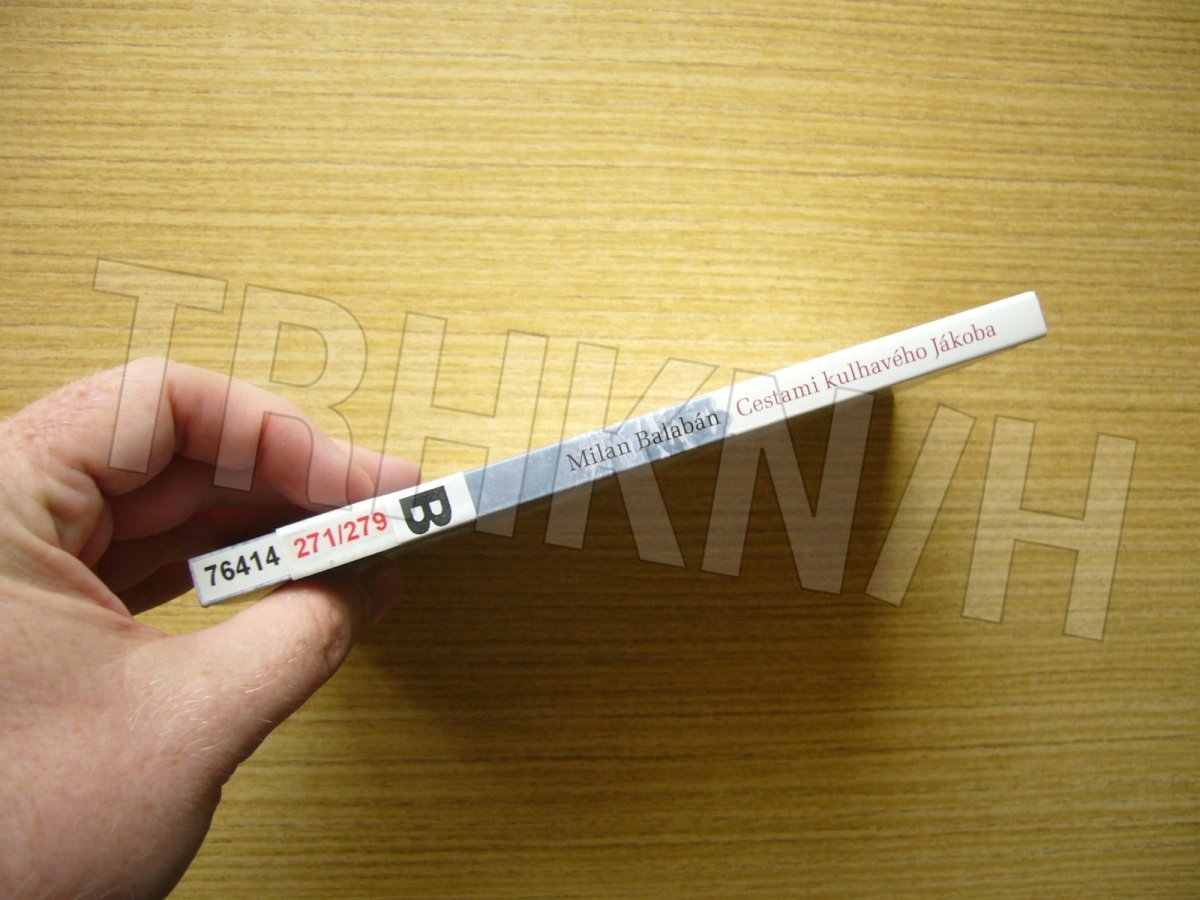 76414
271/279
B
Milan Balabán
Cestami kulhavého Jákoba
TRHKNIH